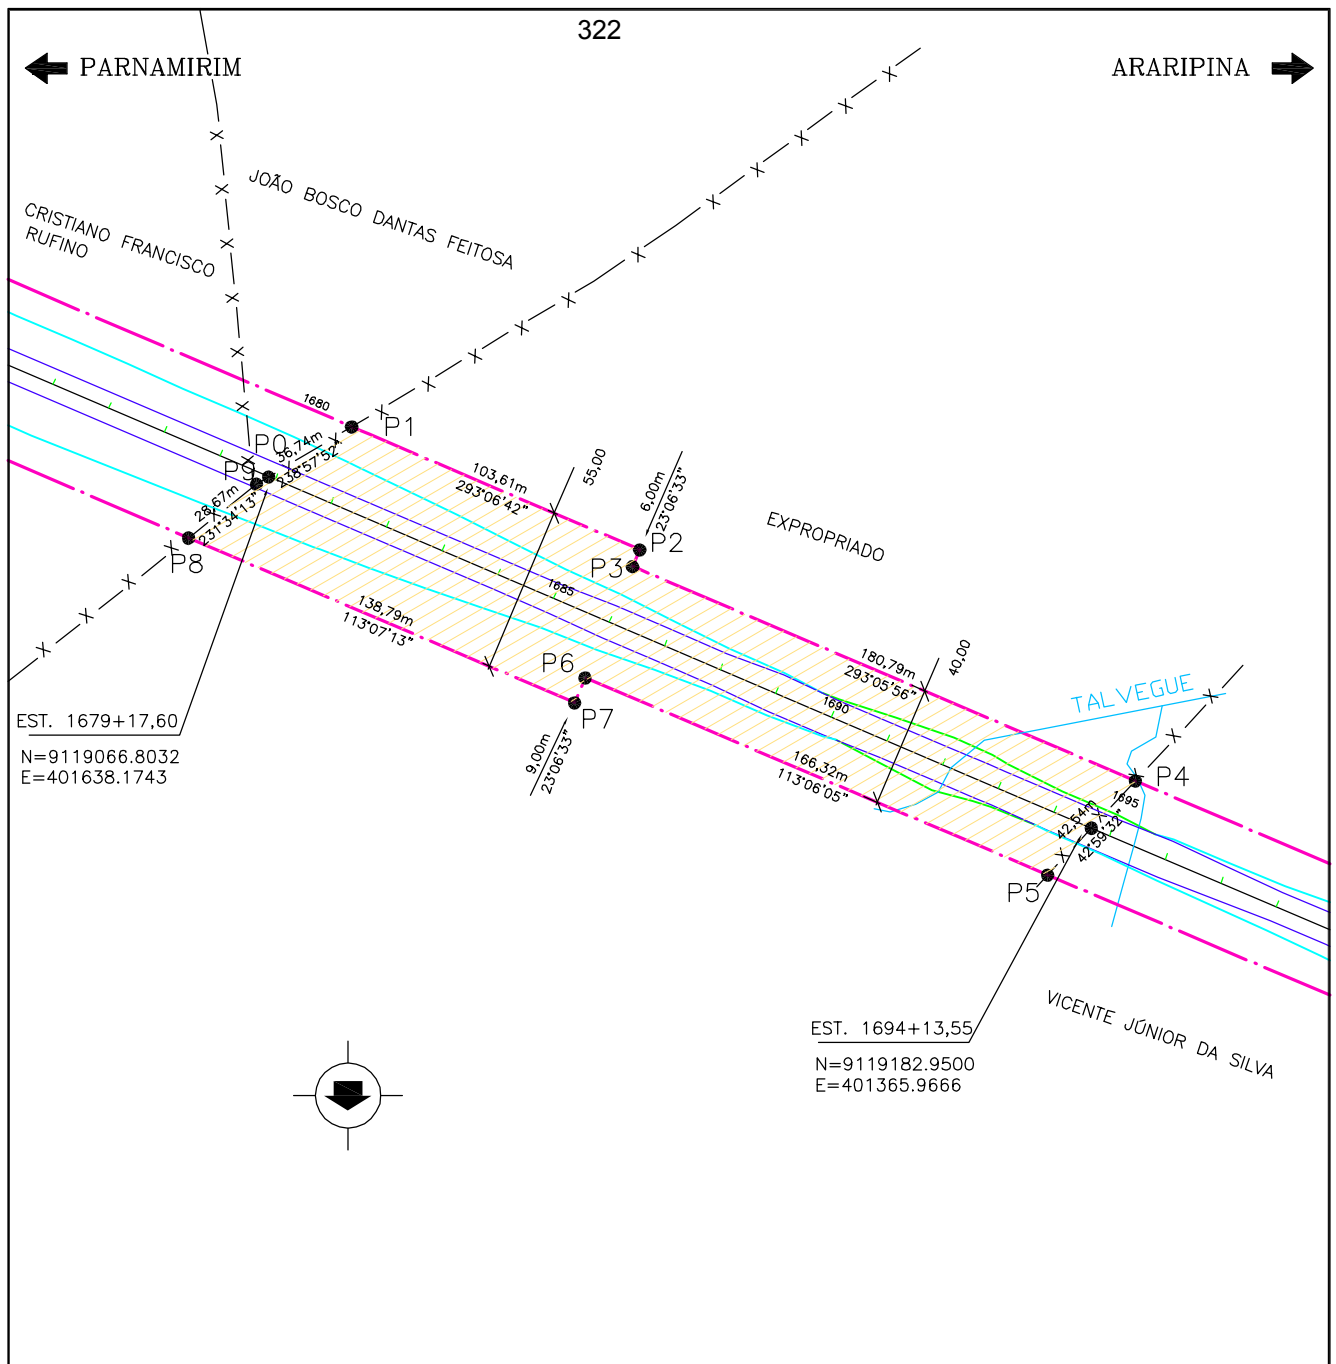 322
PARNAMIRIM
ARARIPINA
JOÃO BOSCO DANTAS FEITOSA
CRISTIANO FRANCISCO
RUFINO
1680
P1
P0
36,74m
238°57'52"
P9
28,67m
231°34'13"
P8
103,61m
293°06'42"
55,00
6,00m
23°06'33"
P2
P3
EXPROPRIADO
1685
138,79m
113°07'13"
P6
P7
9,00m
23°06'33"
180,79m
293°05'56"
40,00
1690
166,32m
113°06'05"
TALVEGUE
P4
1695
42,54m
42°59'32"
P5
EST. 1679+17,60
N=9119066.8032
E=401638.1743
VICENTE JÚNIOR DA SILVA
EST. 1694+13,55
N=9119182.9500
E=401365.9666